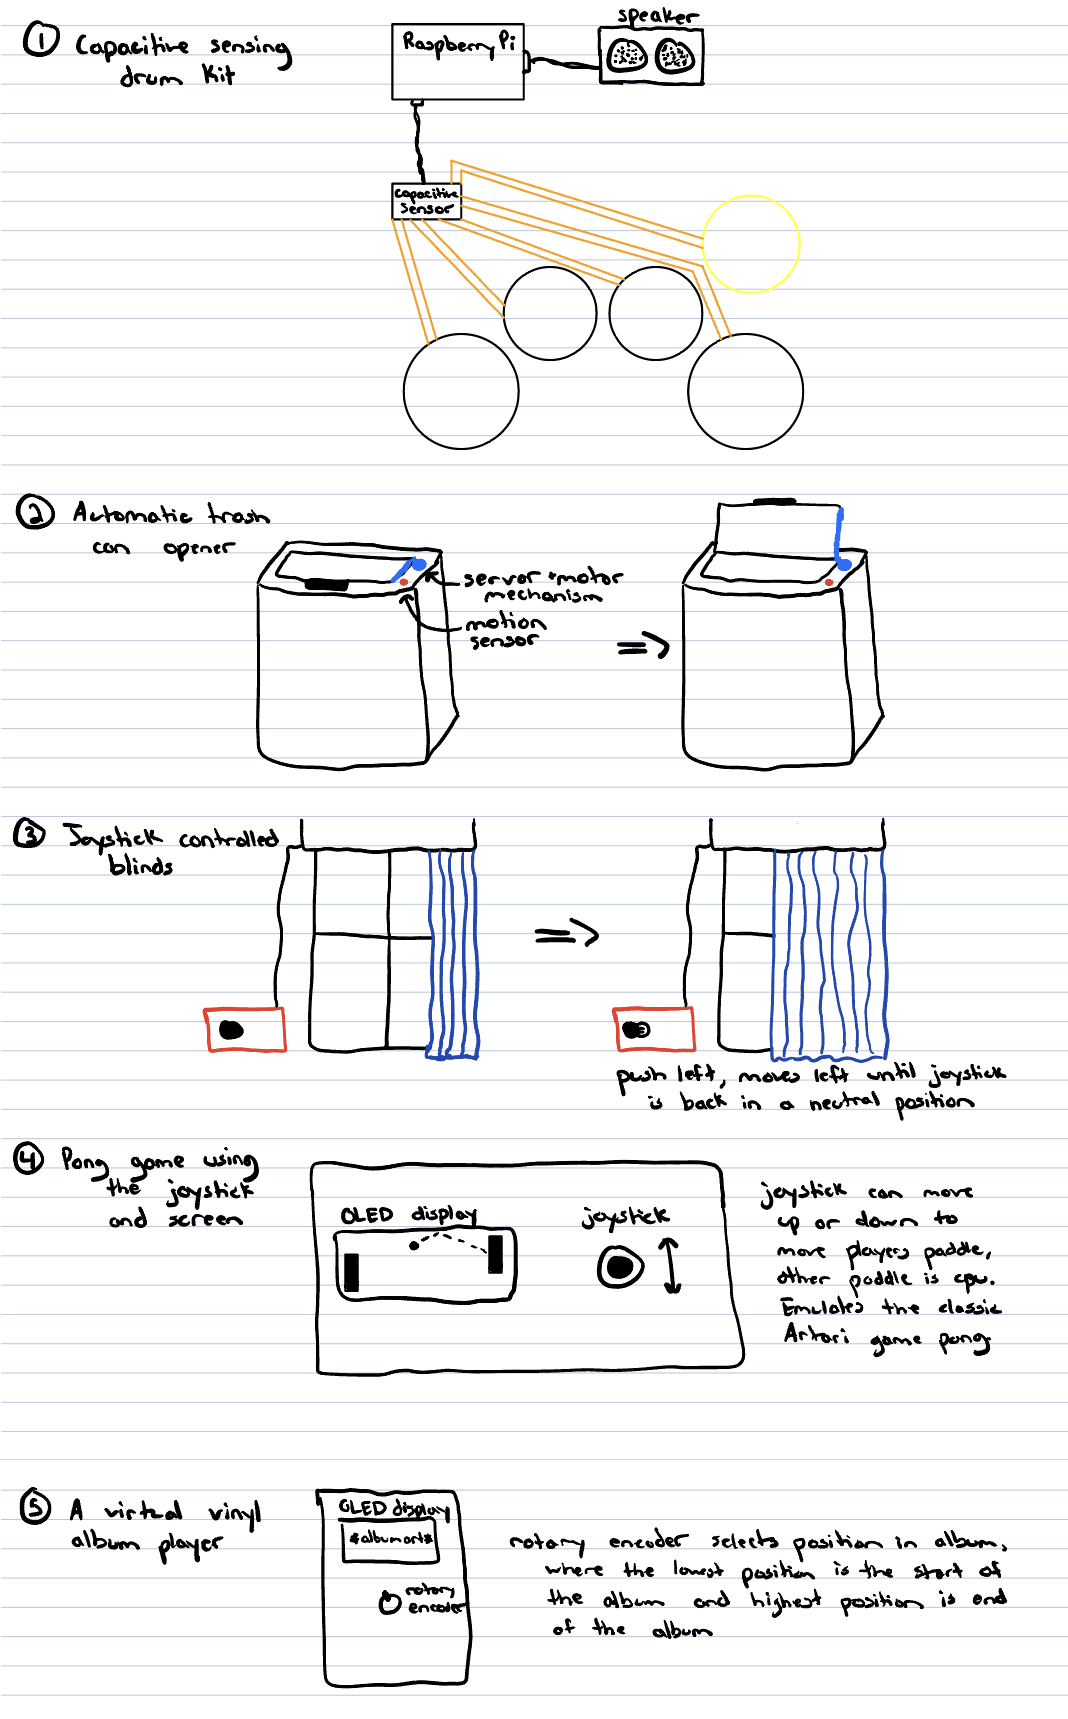 1 Capacitive sensing
drum Kit
Raspberry Pi
speaker
Capacitive
Sensor
2 Automatic trash
can opener
servor + motor
mechanism
motion
sensor
3 Joystick controlled
blinds
push left, moves left until joystick
is back in a neutral position
4 Pong game using
the joystick
and screen
OLED display
joystick
joystick can move
up or down to
move players paddle,
other paddle is cpu.
Emulates the classic
Artari game pong.
5 A virtual vinyl
album player
OLED display
*album art*
rotary
encoder
rotary encoder selects position in album,
where the lowest position is the start of
the album and highest position is end
of the album